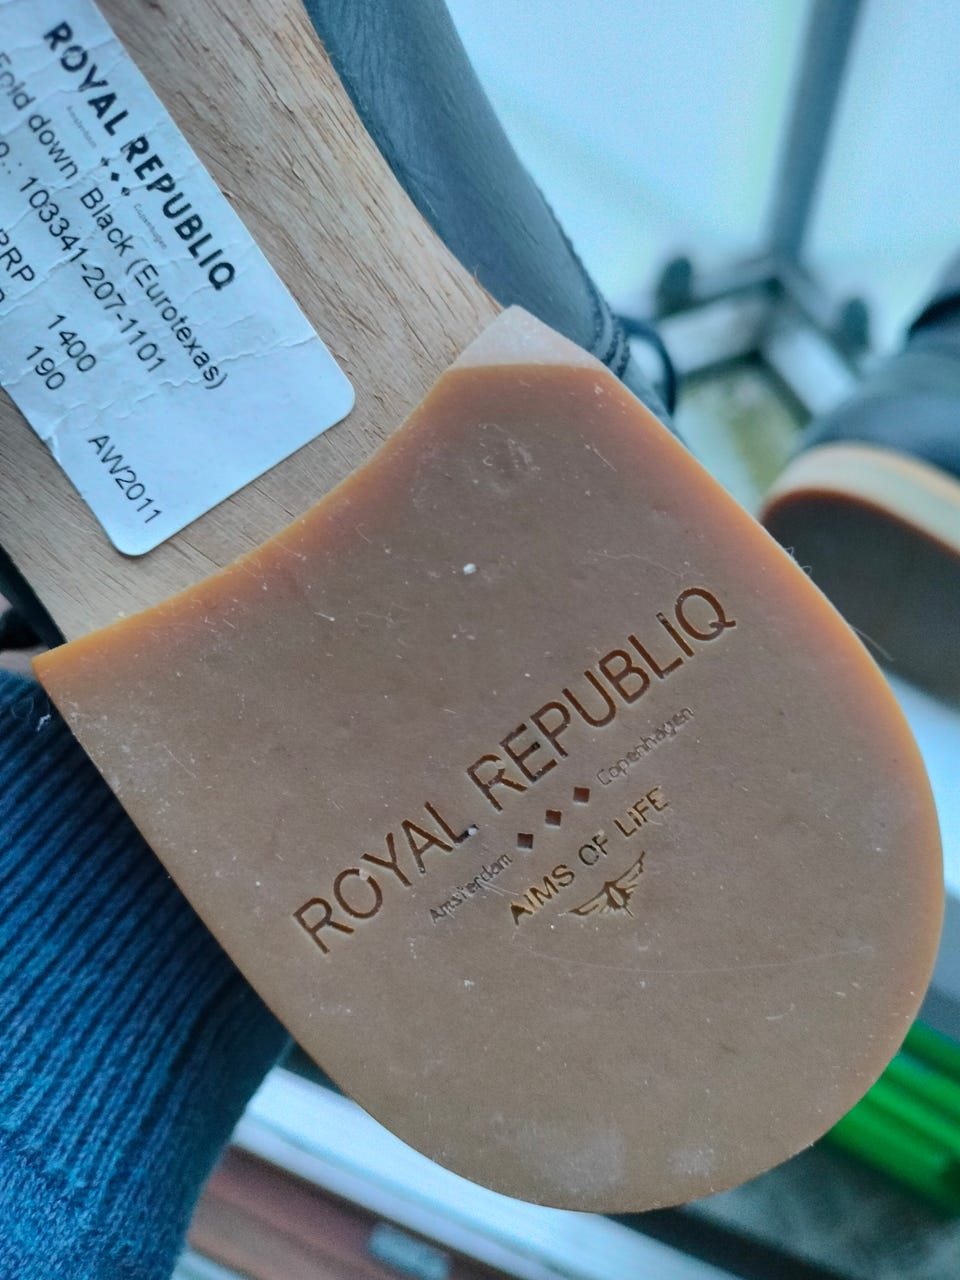 ROYAL REPUBLIQ
Amsterdam Copenhagen
Fold down Black (Eurotexas)
o.: 103341-207-1101
RRP 1400
190
AW2011
ROYAL REPUBLIQ
Amsterdam Copenhagen
AIMS OF LIFE